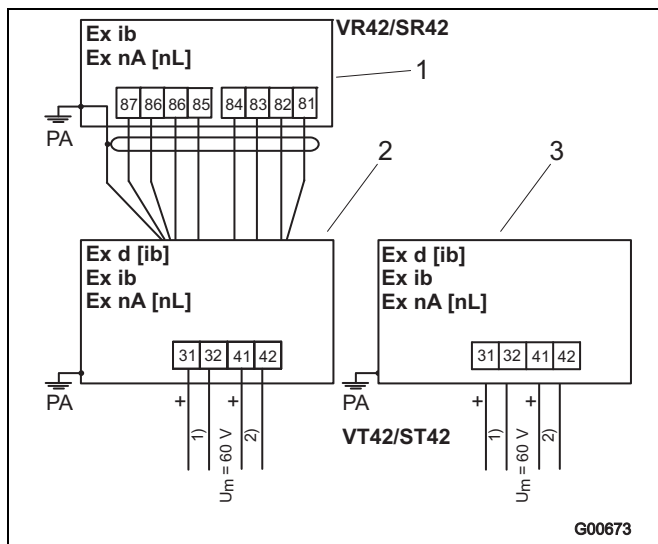 Ex ib
Ex nA [nL]
VR42/SR42
1
87 86 86 85 84 83 82 81
PA
2
3
Ex d [ib]
Ex ib
Ex nA [nL]
31 32 41 42
PA
+ +
1)
Um = 60 V
2)
Ex d [ib]
Ex ib
Ex nA [nL]
31 32 41 42
PA
+ +
1)
Um = 60 V
2)
VT42/ST42
G00673